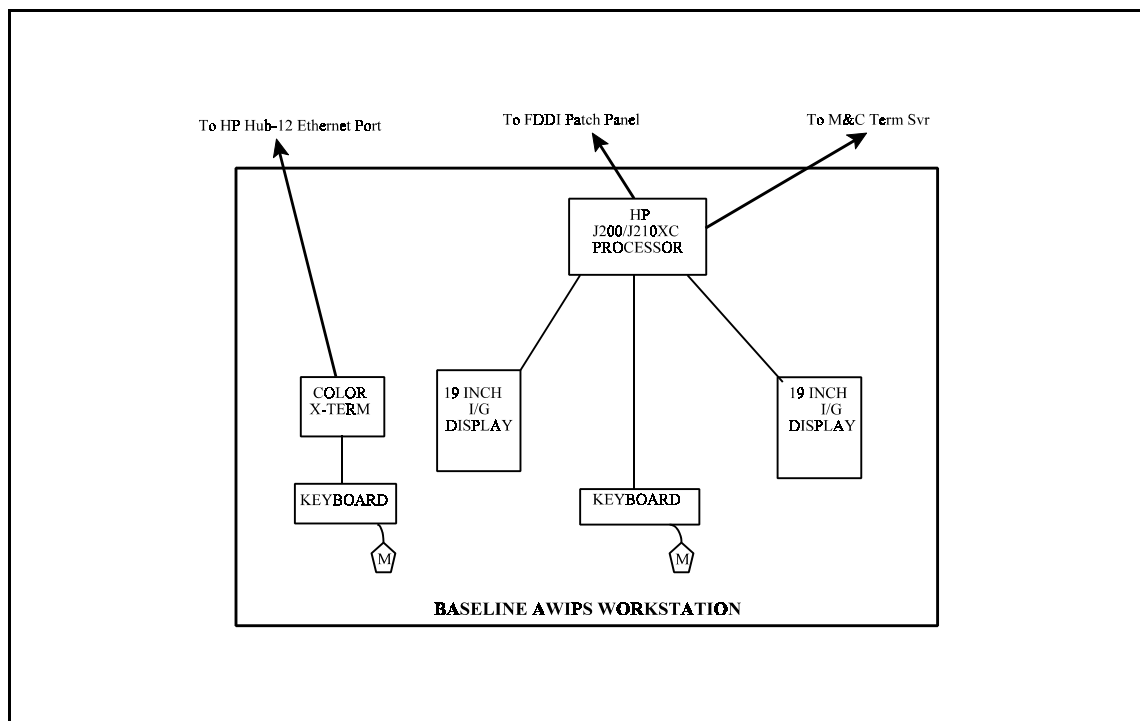 To HP Hub-12 Ethernet Port
To FDDI Patch Panel
To M&C Term Svr
HP
J200/J210XC
PROCESSOR
COLOR
X-TERM
19 INCH
I/G
DISPLAY
19 INCH
I/G
DISPLAY
KEYBOARD
M
KEYBOARD
M
BASELINE AWIPS WORKSTATION